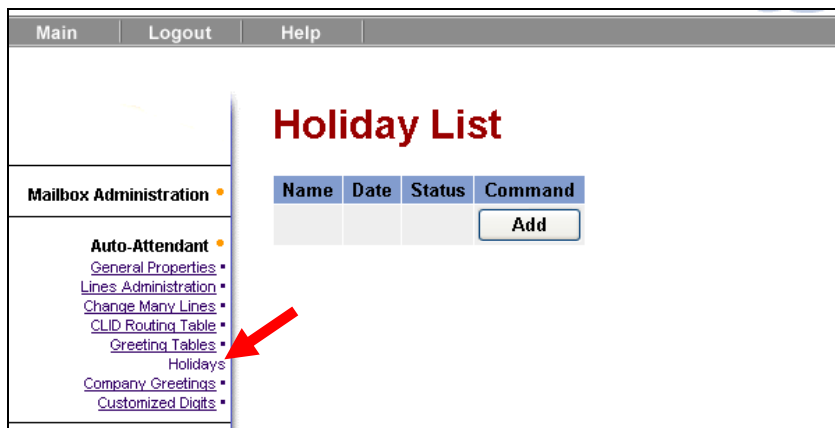 Main Logout Help
Holiday List
Mailbox Administration
Name Date Status Command
Add
Auto-Attendant
General Properties
Lines Administration
Change Many Lines
CLID Routing Table
Greeting Tables
Holidays
Company Greetings
Customized Digits